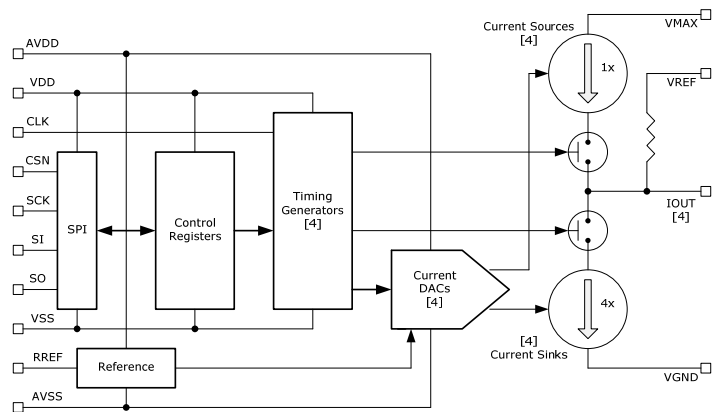 AVDD
VDD
CLK
CSN
SCK
SI
SO
VSS
RREF
AVSS
SPI
Control
Registers
Timing
Generators
[4]
Reference
Current
DACs
[4]
Current Sources
[4]
1x
4x
[4]
Current Sinks
VMAX
VREF
IOUT
[4]
VGND